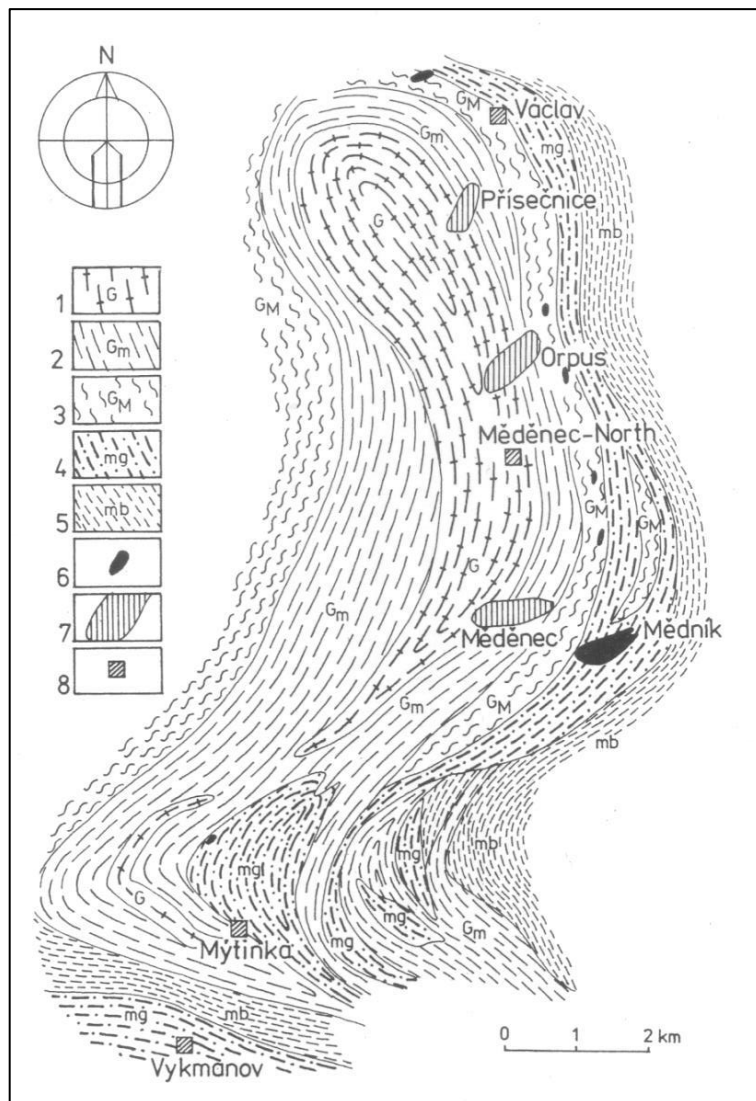 N
GM
Václav
Gm
mg
Přísečnice
G
mb
1 G
GM
2 Gm
Orpus
3 GM
Měděnec-North
4 mg
5 mb
GM
GM
6
G
7
Gm
Měděnec
Mědník
8
Gm
GM
mb
mg
mg
mb
G
mg
Gm
Mýtinka
mg
mg
mb
Vykmanov
0 1 2 km